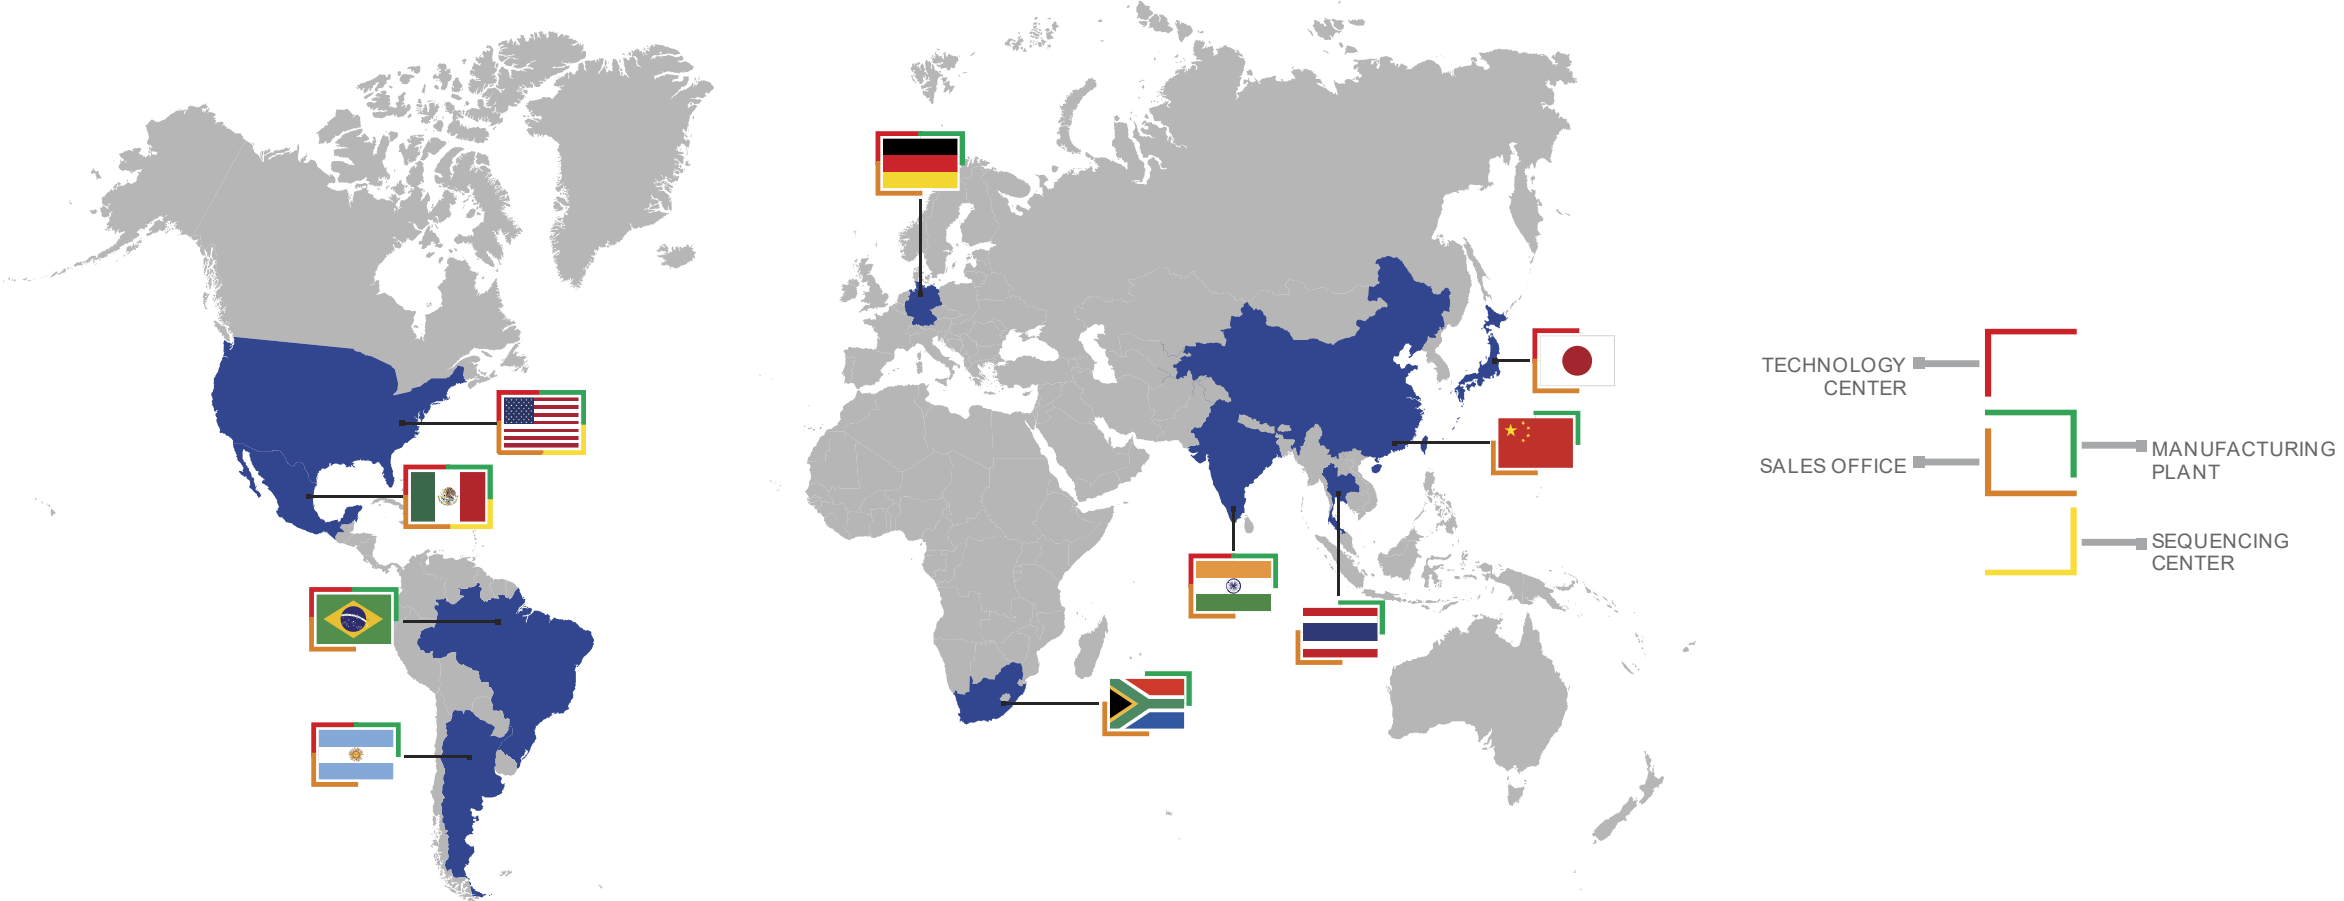 TECHNOLOGY
CENTER
MANUFACTURING
PLANT
SALES OFFICE
SEQUENCING
CENTER